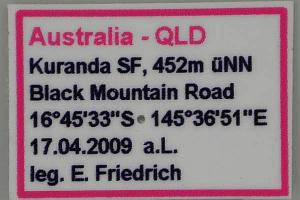 Australia - QLD
Kuranda SF, 452m üNN
Black Mountain Road
16°45'33"S 145°36'51"E
17.04.2009 a.L.
leg. E. Friedrich